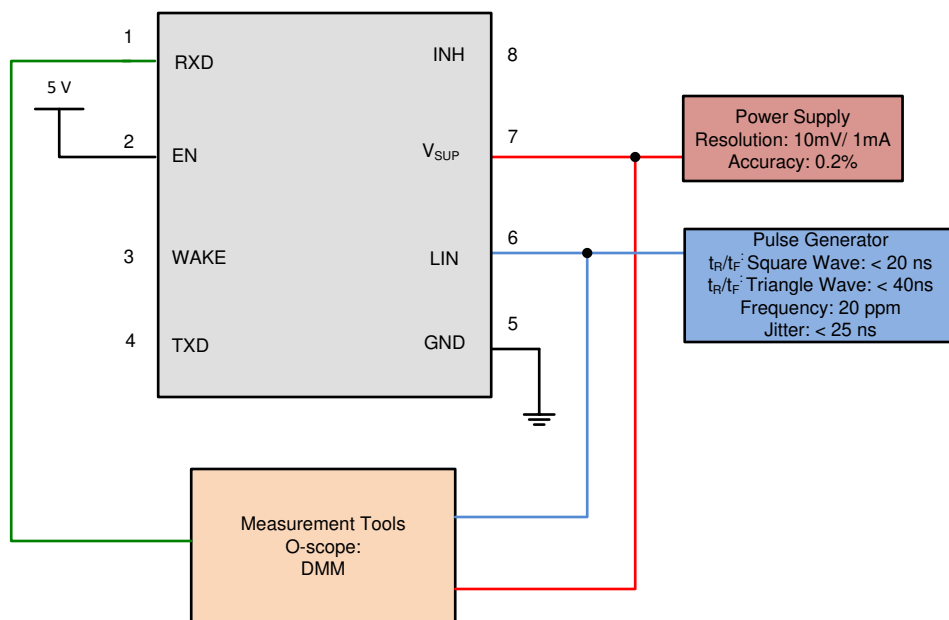 1
RXD
INH
8
5 V
2
EN
7
V_SUP
Power Supply
Resolution: 10mV/ 1mA
Accuracy: 0.2%
3
WAKE
6
LIN
Pulse Generator
t_R/t_F: Square Wave: < 20 ns
t_R/t_F: Triangle Wave: < 40ns
Frequency: 20 ppm
Jitter: < 25 ns
4
TXD
5
GND
Measurement Tools
O-scope:
DMM